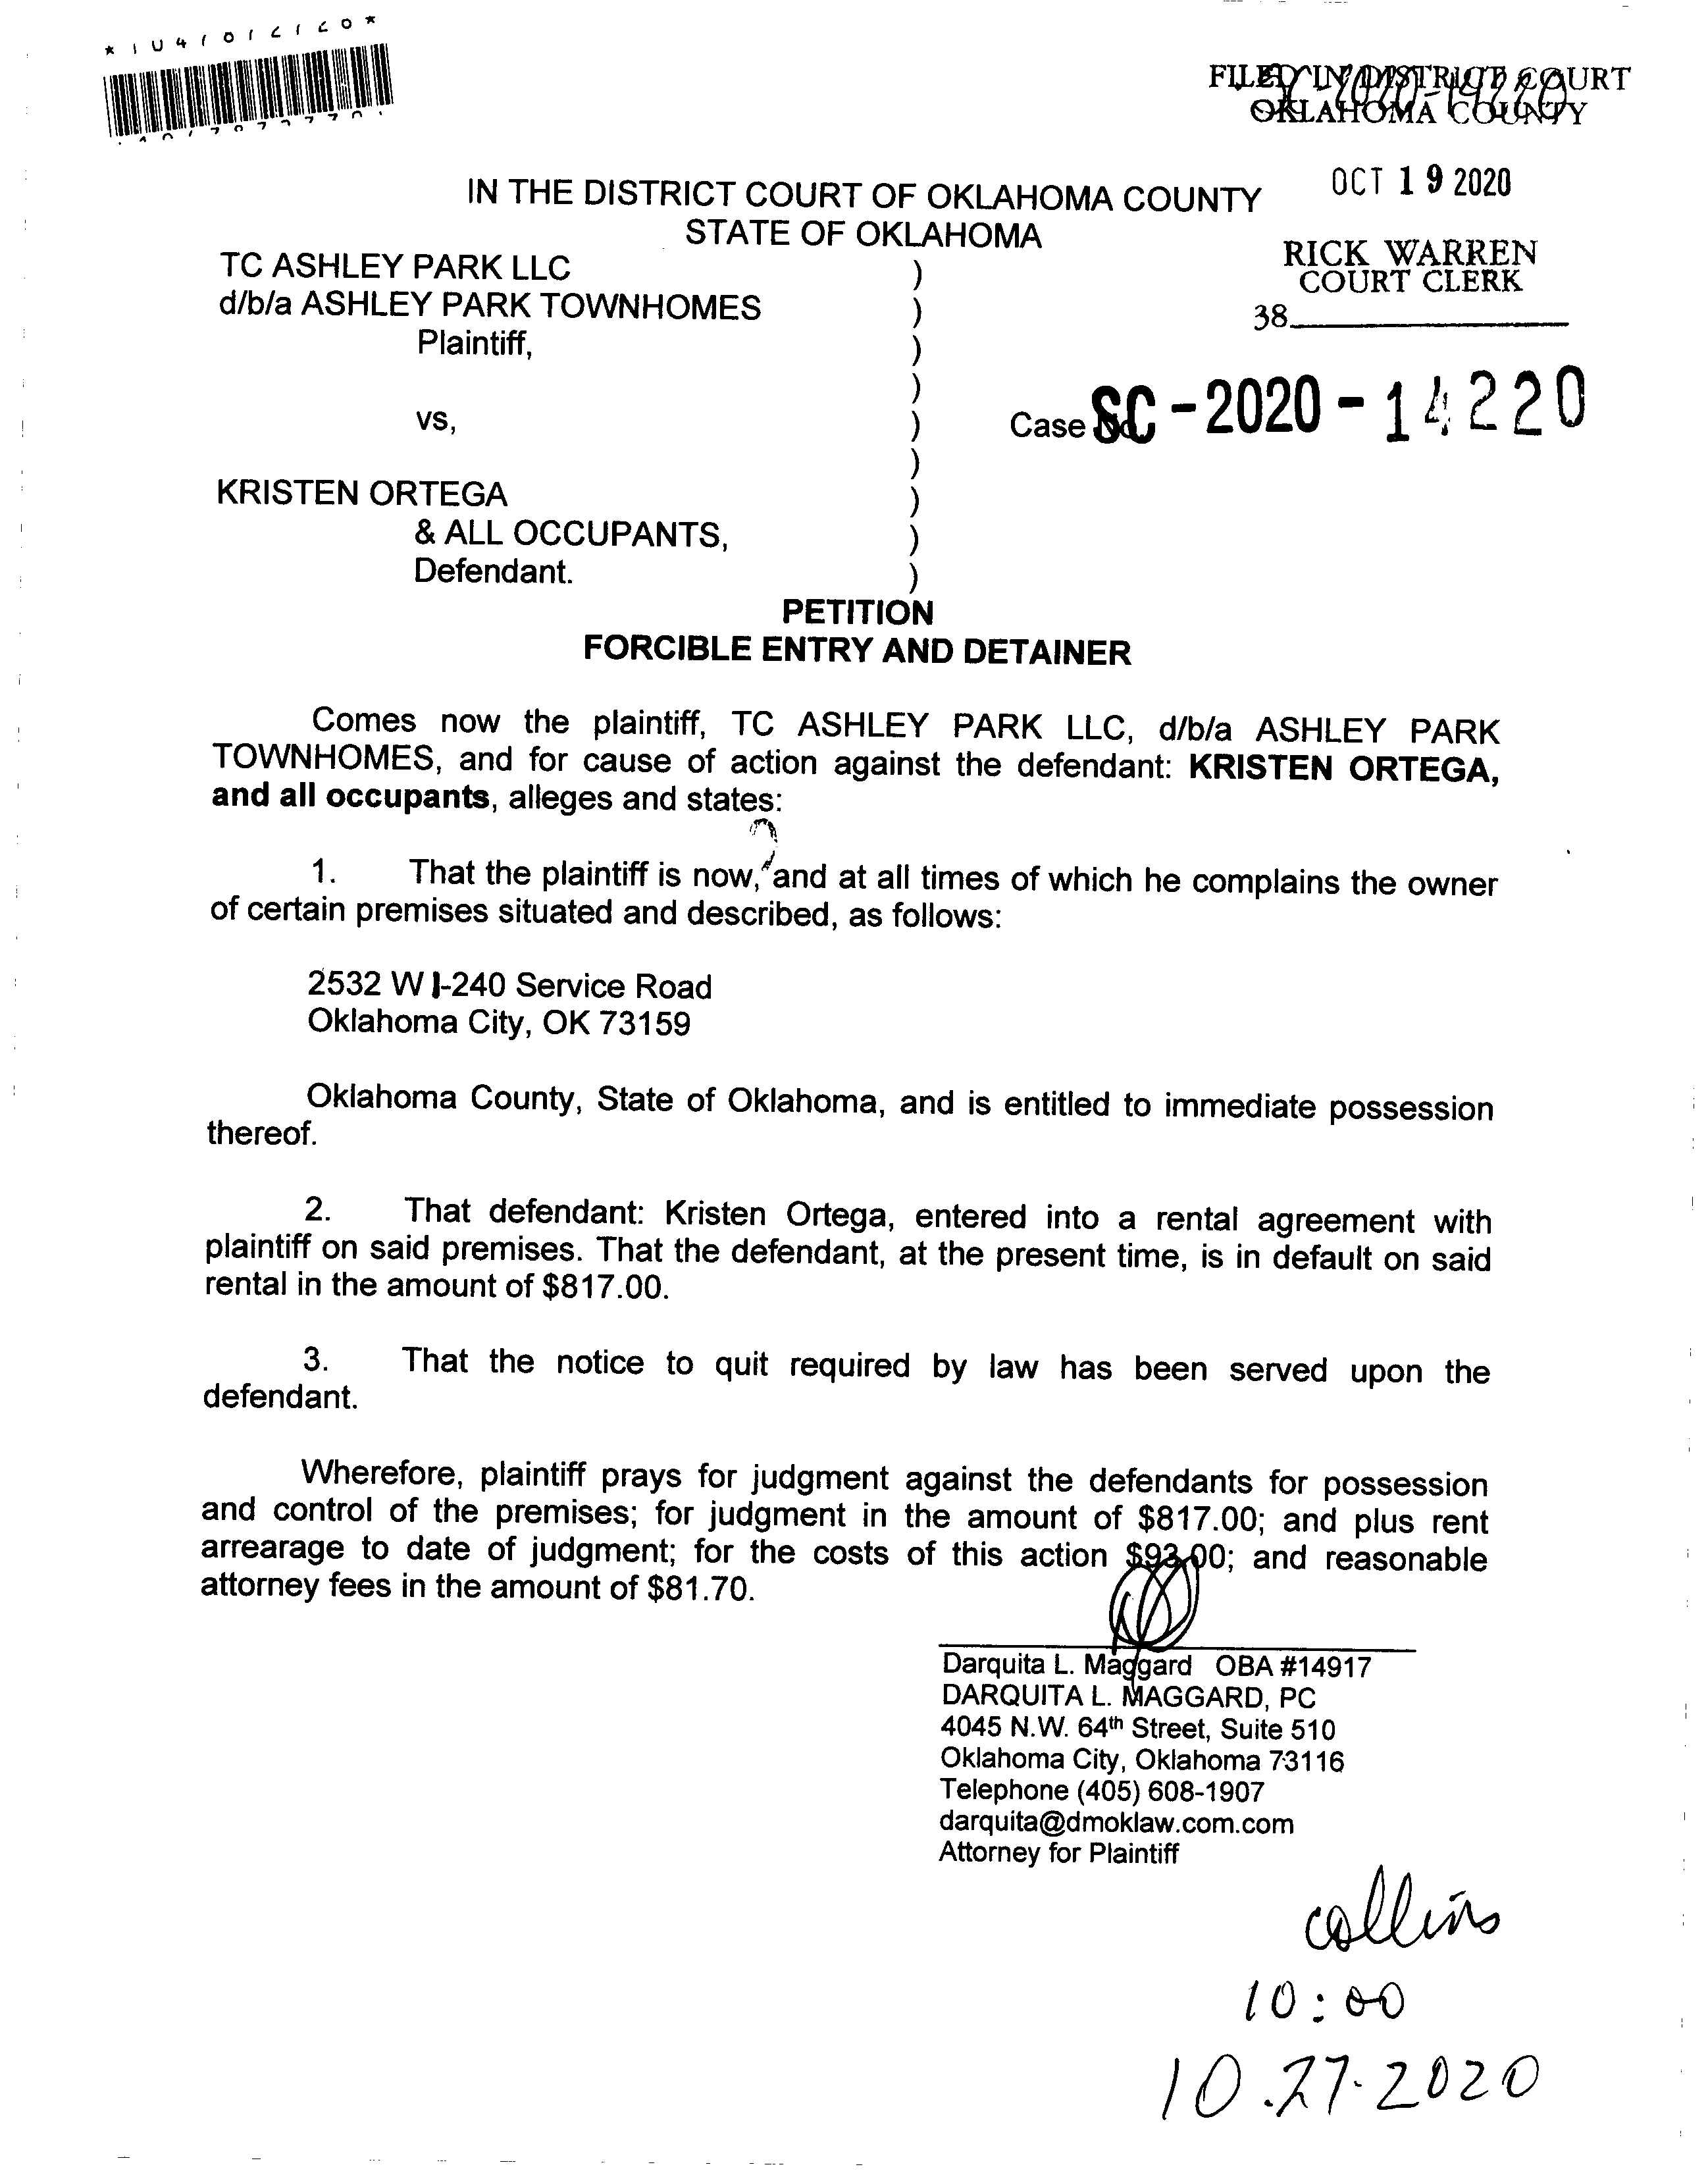 FILED IN DISTRICT COURT
OKLAHOMA COUNTY
OCT 19 2020
RICK WARREN
COURT CLERK
38
IN THE DISTRICT COURT OF OKLAHOMA COUNTY
STATE OF OKLAHOMA
TC ASHLEY PARK LLC )
d/b/a ASHLEY PARK TOWNHOMES )
Plaintiff, )
)
vs, ) Case No. SC-2020-14220
)
KRISTEN ORTEGA )
& ALL OCCUPANTS, )
Defendant. )
PETITION
FORCIBLE ENTRY AND DETAINER
Comes now the plaintiff, TC ASHLEY PARK LLC, d/b/a ASHLEY PARK
TOWNHOMES, and for cause of action against the defendant: KRISTEN ORTEGA,
and all occupants, alleges and states:
1. That the plaintiff is now, and at all times of which he complains the owner
of certain premises situated and described, as follows:
2532 W I-240 Service Road
Oklahoma City, OK 73159
Oklahoma County, State of Oklahoma, and is entitled to immediate possession
thereof.
2. That defendant: Kristen Ortega, entered into a rental agreement with
plaintiff on said premises. That the defendant, at the present time, is in default on said
rental in the amount of $817.00.
3. That the notice to quit required by law has been served upon the
defendant.
Wherefore, plaintiff prays for judgment against the defendants for possession
and control of the premises; for judgment in the amount of $817.00; and plus rent
arrearage to date of judgment; for the costs of this action $93.00; and reasonable
attorney fees in the amount of $81.70.
Darquita L. Maggard OBA #14917
DARQUITA L. MAGGARD, PC
4045 N.W. 64th Street, Suite 510
Oklahoma City, Oklahoma 73116
Telephone (405) 608-1907
darquita@dmoklaw.com.com
Attorney for Plaintiff
collins
10:00
10.27.2020